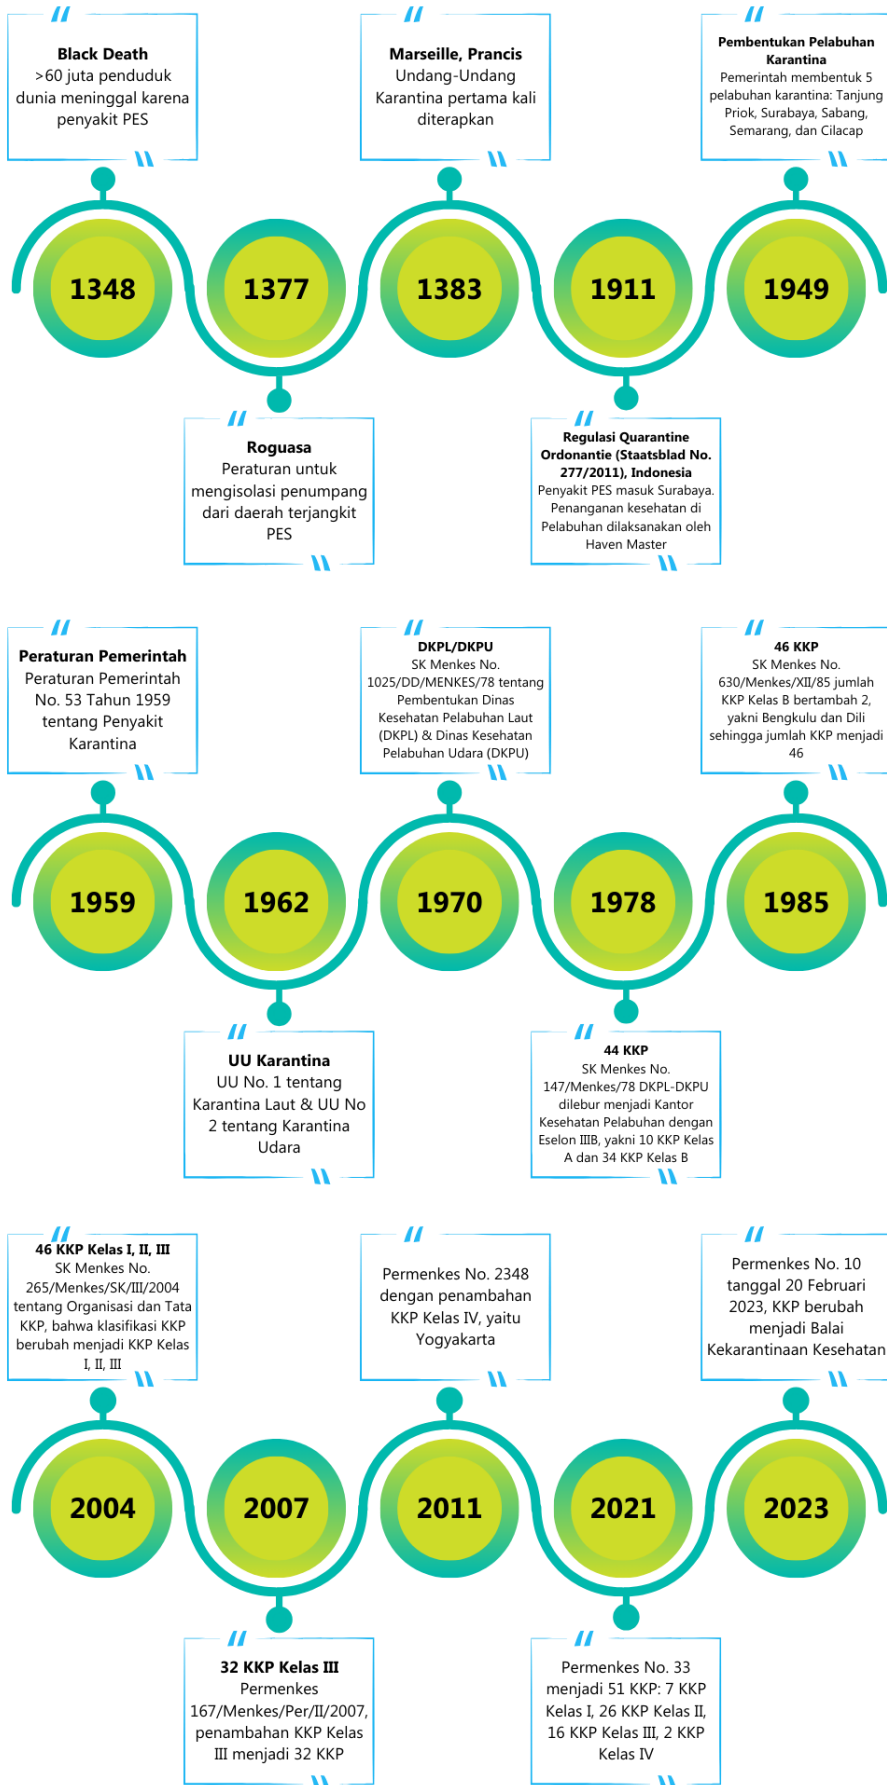 Black Death
>60 juta penduduk
dunia meninggal karena
penyakit PES
Marseille, Prancis
Undang-Undang
Karantina pertama kali
diterapkan
Pembentukan Pelabuhan
Karantina
Pemerintah membentuk 5
pelabuhan karantina: Tanjung
Priok, Surabaya, Sabang,
Semarang, dan Cilacap
1348
1377
1383
1911
1949
Roguasa
Peraturan untuk
mengisolasi penumpang
dari daerah terjangkit
PES
Regulasi Quarantine
Ordonantie (Staatsblad No.
277/2011), Indonesia
Penyakit PES masuk Surabaya.
Penanganan kesehatan di
Pelabuhan dilaksanakan oleh
Haven Master
Peraturan Pemerintah
Peraturan Pemerintah
No. 53 Tahun 1959
tentang Penyakit
Karantina
DKPL/DKPU
SK Menkes No.
1025/DD/MENKES/78 tentang
Pembentukan Dinas
Kesehatan Pelabuhan Laut
(DKPL) & Dinas Kesehatan
Pelabuhan Udara (DKPU)
46 KKP
SK Menkes No.
630/Menkes/XII/85 jumlah
KKP Kelas B bertambah 2,
yakni Bengkulu dan Dili
sehingga jumlah KKP menjadi
46
1959
1962
1970
1978
1985
UU Karantina
UU No. 1 tentang
Karantina Laut & UU No
2 tentang Karantina
Udara
44 KKP
SK Menkes No.
147/Menkes/78 DKPL-DKPU
dilebur menjadi Kantor
Kesehatan Pelabuhan dengan
Eselon IIIB, yakni 10 KKP Kelas
A dan 34 KKP Kelas B
46 KKP Kelas I, II, III
SK Menkes No.
265/Menkes/SK/III/2004
tentang Organisasi dan Tata
KKP, bahwa klasifikasi KKP
berubah menjadi KKP Kelas
I, II, III
Permenkes No. 2348
dengan penambahan
KKP Kelas IV, yaitu
Yogyakarta
Permenkes No. 10
tanggal 20 Februari
2023, KKP berubah
menjadi Balai
Kekarantinaan Kesehatan
2004
2007
2011
2021
2023
32 KKP Kelas III
Permenkes
167/Menkes/Per/II/2007,
penambahan KKP Kelas
III menjadi 32 KKP
Permenkes No. 33
menjadi 51 KKP: 7 KKP
Kelas I, 26 KKP Kelas II,
16 KKP Kelas III, 2 KKP
Kelas IV